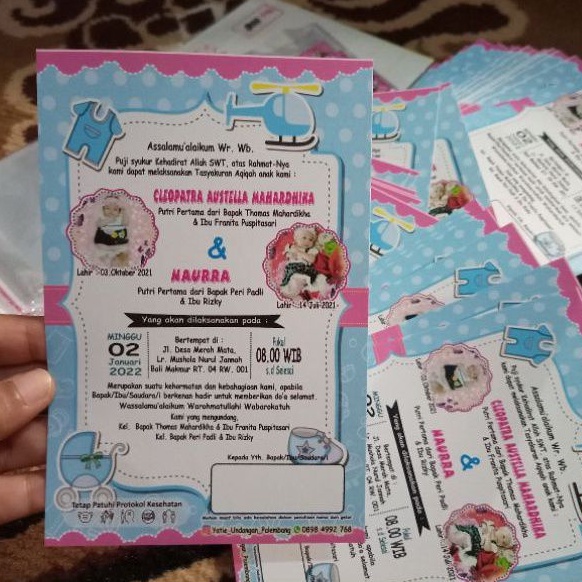 Assalamu'alaikum Wr. Wb.
Puji syukur Kehadirat Allah SWT, atas Rahmat-Nya
kami dapat melaksanakan Tasyakuran Aqiqah anak kami :
CLEOPATRA AUSTELLA MAHARDHIKA
Putri Pertama dari Bapak Thomas Mahardikha
& Ibu Franita Puspitasari
Lahir : 03 Oktober 2021
&
NAURRA
Putri Pertama dari Bapak Peri Padli
& Ibu Rizky
Lahir : 14 Juli 2021
Yang akan dilaksanakan pada :
MINGGU
02
Januari
2022
Bertempat di :
Jl. Desa Merah Mata,
Lr. Mushola Nurul Jannah
Bali Makmur RT. 04 RW. 001
Pukul
08.00 WIB
s.d Selesai
Merupakan suatu kehormatan dan kebahagiaan kami, apabila
Bapak/Ibu/Saudara/i berkenan hadir untuk memberikan do'a selamat.
Wassalamu'alaikum Warohmatullahi Wabarokatuh
Kami yang mengundang,
Kel. Bapak Thomas Mahardhika & Ibu Franita Puspitasari
Kel. Bapak Peri Padli & Ibu Rizky
Kepada Yth. Bapak/Ibu/Saudara/i
Tetap Patuhi Protokol Kesehatan
Yatie_Undangan_Palembang 0898 4992 768